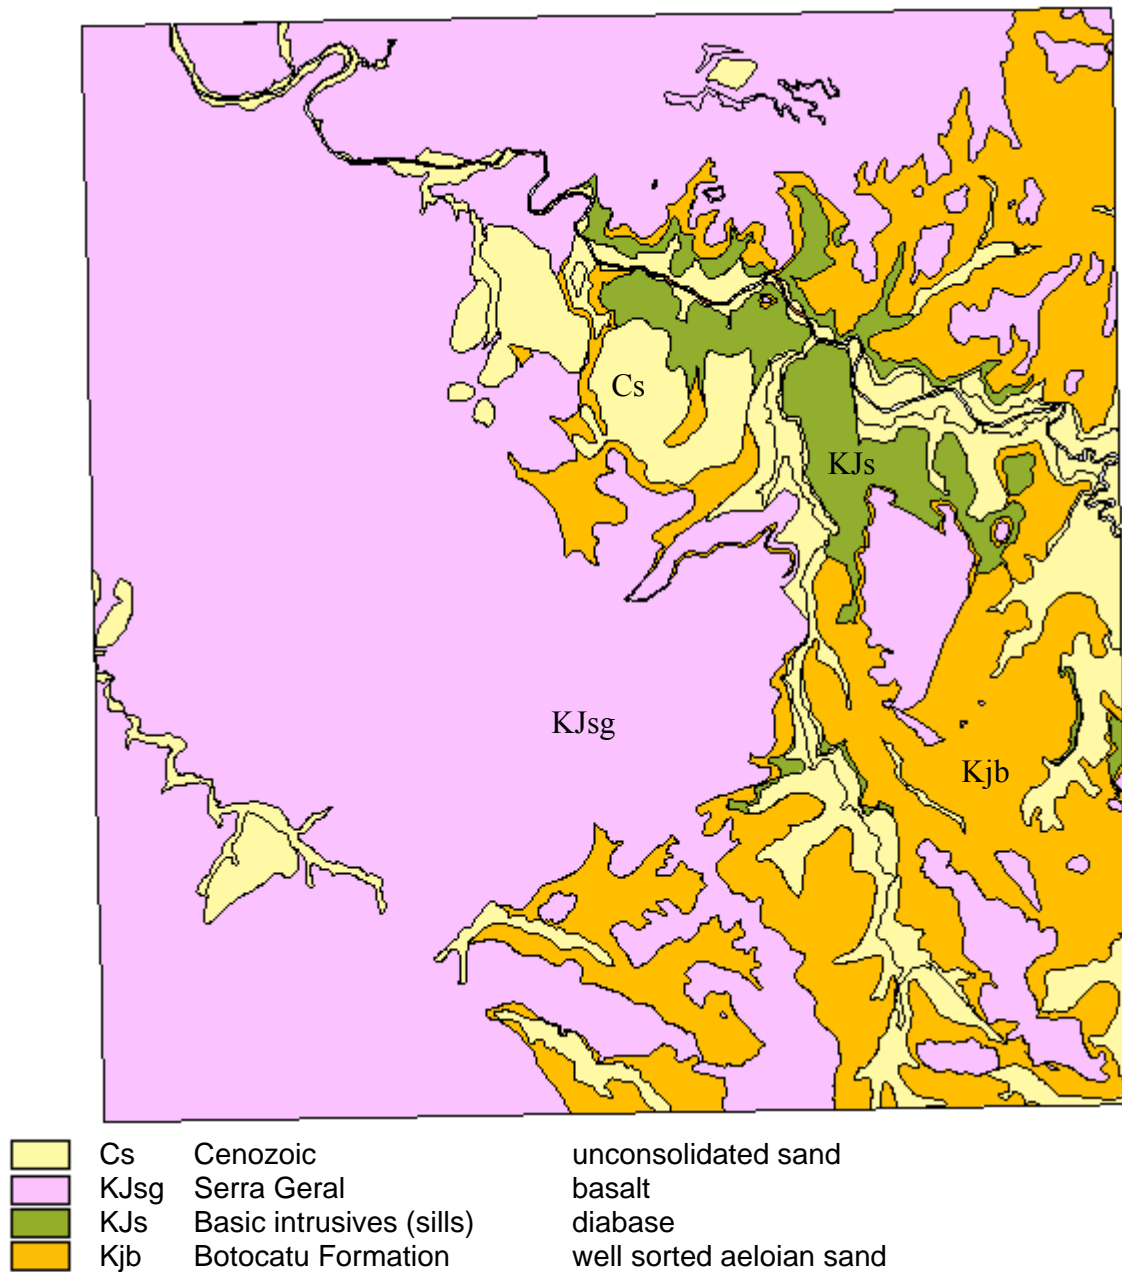 Cs
KJs
KJsg
Kjb
Cs Cenozoic unconsolidated sand
KJsg Serra Geral basalt
KJs Basic intrusives (sills) diabase
Kjb Botocatu Formation well sorted aeloian sand